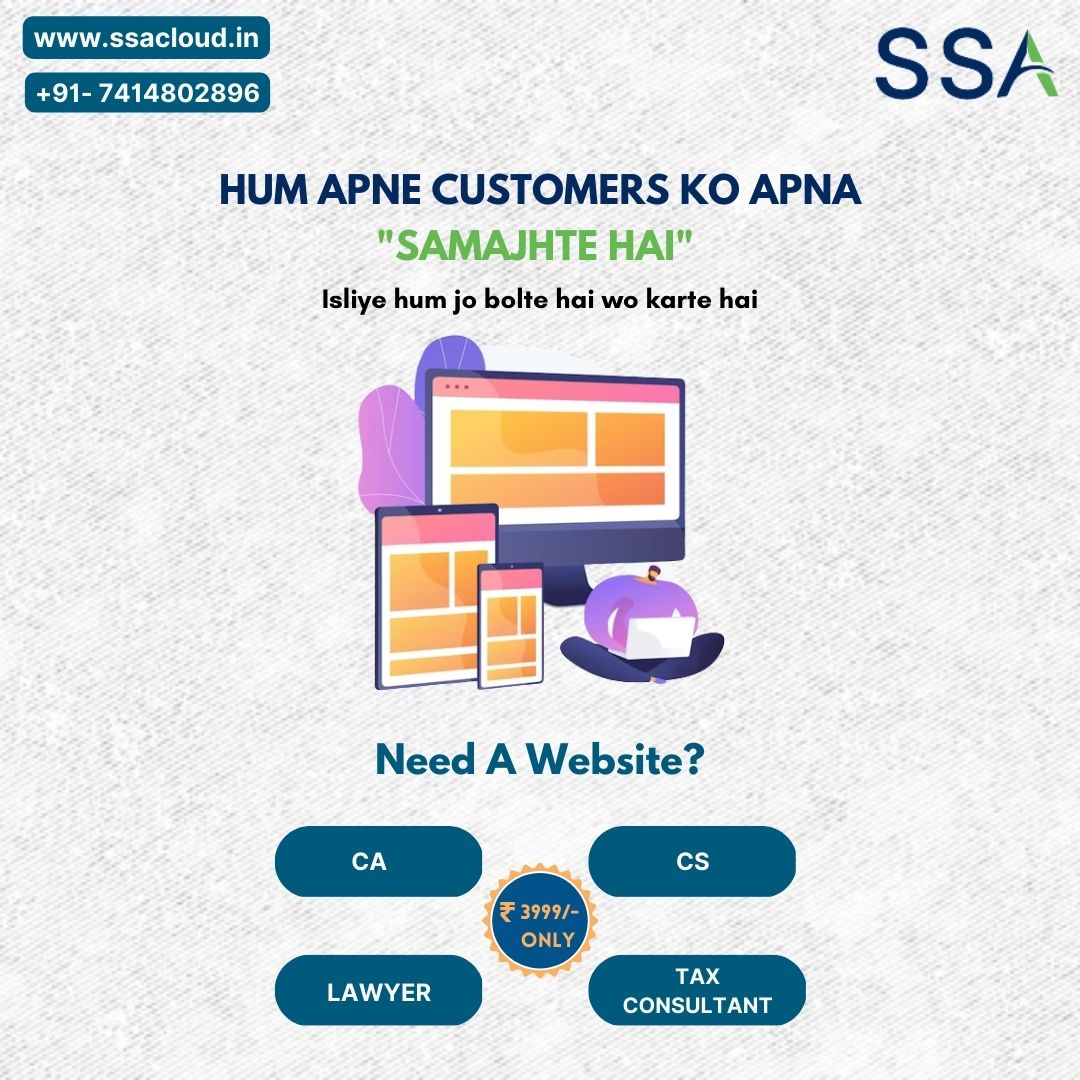 www.ssacloud.in
+91- 7414802896
SSA
HUM APNE CUSTOMERS KO APNA
"SAMAJHTE HAI"
Isliye hum jo bolte hai wo karte hai
Need A Website?
CA
CS
₹ 3999/-
ONLY
LAWYER
TAX
CONSULTANT